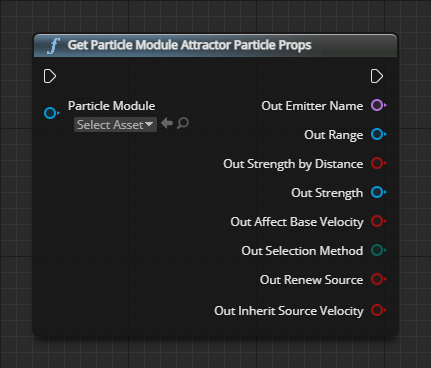 Get Particle Module Attractor Particle Props
Particle Module
Select Asset
Out Emitter Name
Out Range
Out Strength by Distance
Out Strength
Out Affect Base Velocity
Out Selection Method
Out Renew Source
Out Inherit Source Velocity